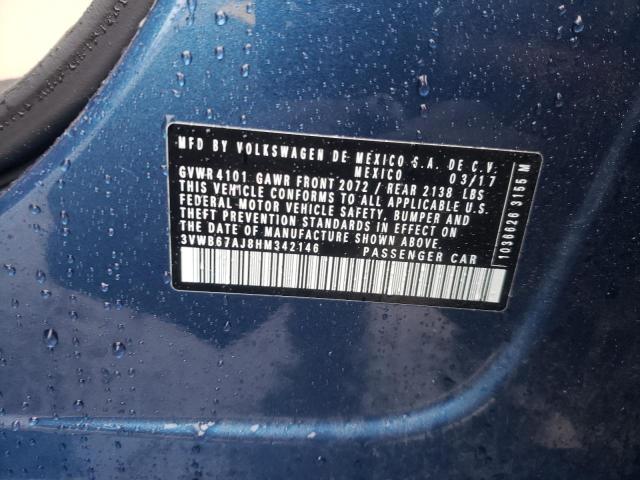 MFD BY VOLKSWAGEN DE MEXICO S.A. DE C.V.
MEXICO 03/17
GVWR 4101 GAWR FRONT 2072 / REAR 2138 LBS
THIS VEHICLE CONFORMS TO ALL APPLICABLE U.S.
FEDERAL MOTOR VEHICLE SAFETY, BUMPER, AND
THEFT PREVENTION STANDARDS IN EFFECT ON
THE DATE OF MANUFACTURE SHOWN ABOVE.
3VWB67AJ8HM342146 PASSENGER CAR
1036626 3155 M